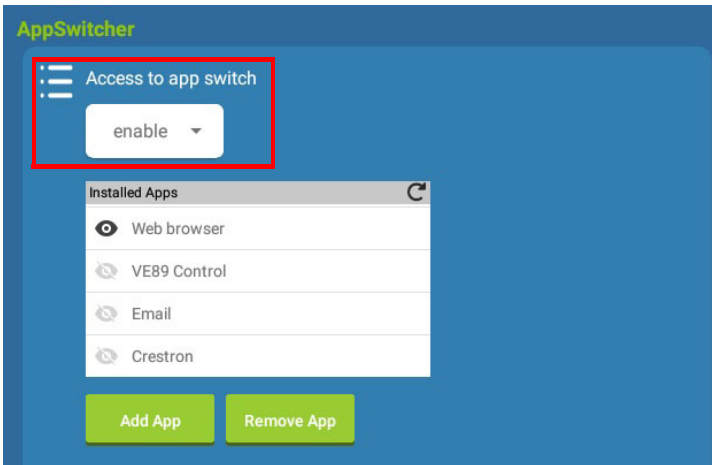 AppSwitcher
Access to app switch
enable
Installed Apps
Web browser
VE89 Control
Email
Crestron
Add App Remove App